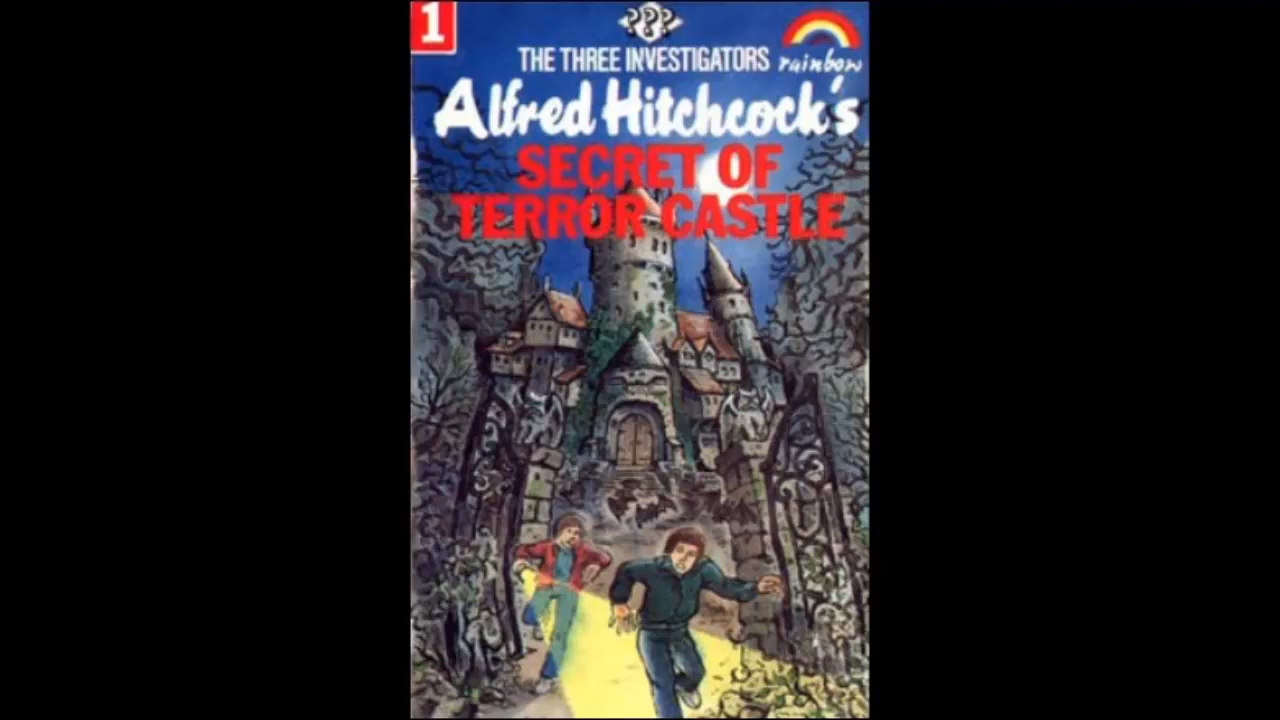 1
???
THE THREE INVESTIGATORS
rainbow
Alfred Hitchcock's
SECRET OF
TERROR CASTLE